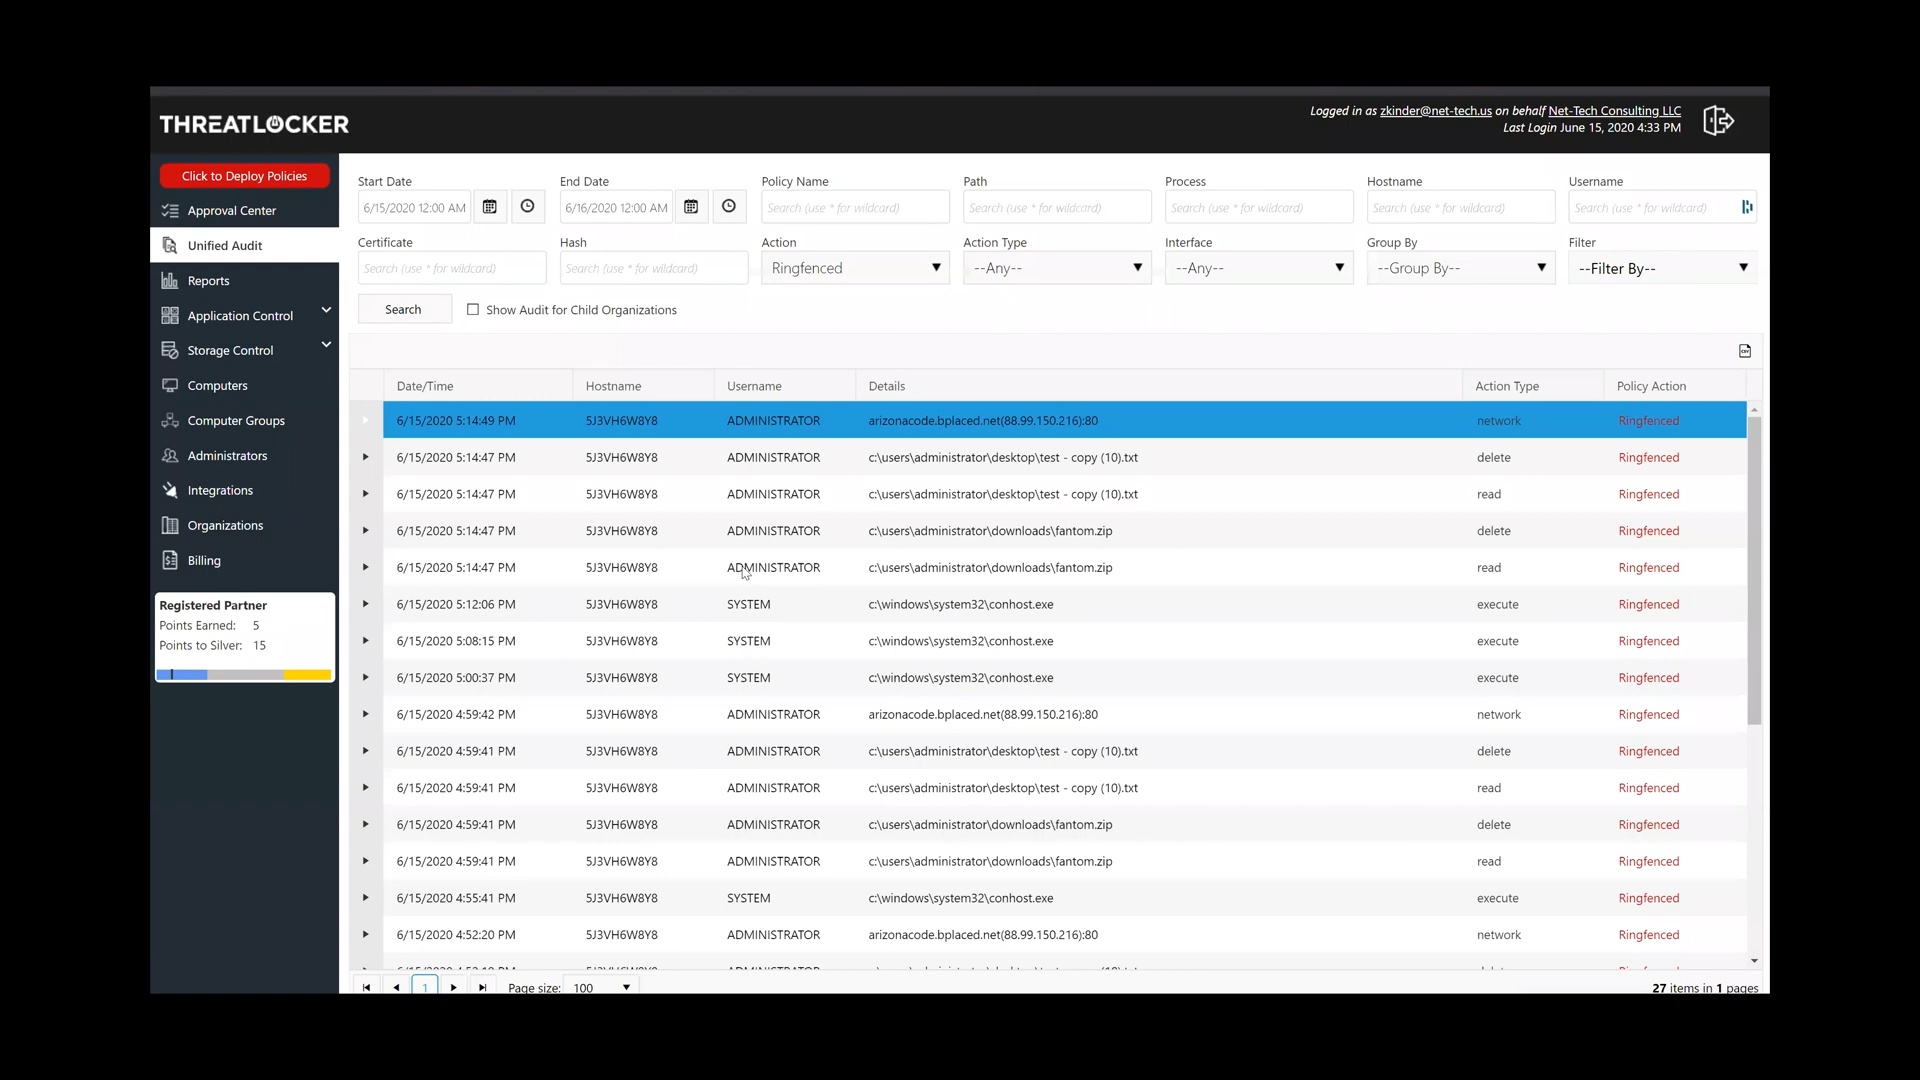 THREATLOCKER
Logged in as zkinder@net-tech.us on behalf Net-Tech Consulting LLC
Last Login June 15, 2020 4:33 PM
Click to Deploy Policies
Approval Center
Unified Audit
Reports
Application Control
Storage Control
Computers
Computer Groups
Administrators
Integrations
Organizations
Billing
Registered Partner
Points Earned: 5
Points to Silver: 15
Start Date End Date Policy Name Path Process Hostname Username
6/15/2020 12:00 AM 6/16/2020 12:00 AM Search (use * for wildcard) Search (use * for wildcard) Search (use * for wildcard) Search (use * for wildcard) Search (use * for wildcard)
Certificate Hash Action Action Type Interface Group By Filter
Search (use * for wildcard) Search (use * for wildcard) Ringfenced --Any-- --Any-- --Group By-- --Filter By--
Search Show Audit for Child Organizations
Date/Time Hostname Username Details Action Type Policy Action
6/15/2020 5:14:49 PM 5J3VH6W8Y8 ADMINISTRATOR arizonacode.bplaced.net(88.99.150.216):80 network Ringfenced
6/15/2020 5:14:47 PM 5J3VH6W8Y8 ADMINISTRATOR c:\users\administrator\desktop\test - copy (10).txt delete Ringfenced
6/15/2020 5:14:47 PM 5J3VH6W8Y8 ADMINISTRATOR c:\users\administrator\desktop\test - copy (10).txt read Ringfenced
6/15/2020 5:14:47 PM 5J3VH6W8Y8 ADMINISTRATOR c:\users\administrator\downloads\fantom.zip delete Ringfenced
6/15/2020 5:14:47 PM 5J3VH6W8Y8 ADMINISTRATOR c:\users\administrator\downloads\fantom.zip read Ringfenced
6/15/2020 5:12:06 PM 5J3VH6W8Y8 SYSTEM c:\windows\system32\conhost.exe execute Ringfenced
6/15/2020 5:08:15 PM 5J3VH6W8Y8 SYSTEM c:\windows\system32\conhost.exe execute Ringfenced
6/15/2020 5:00:37 PM 5J3VH6W8Y8 SYSTEM c:\windows\system32\conhost.exe execute Ringfenced
6/15/2020 4:59:42 PM 5J3VH6W8Y8 ADMINISTRATOR arizonacode.bplaced.net(88.99.150.216):80 network Ringfenced
6/15/2020 4:59:41 PM 5J3VH6W8Y8 ADMINISTRATOR c:\users\administrator\desktop\test - copy (10).txt delete Ringfenced
6/15/2020 4:59:41 PM 5J3VH6W8Y8 ADMINISTRATOR c:\users\administrator\desktop\test - copy (10).txt read Ringfenced
6/15/2020 4:59:41 PM 5J3VH6W8Y8 ADMINISTRATOR c:\users\administrator\downloads\fantom.zip delete Ringfenced
6/15/2020 4:59:41 PM 5J3VH6W8Y8 ADMINISTRATOR c:\users\administrator\downloads\fantom.zip read Ringfenced
6/15/2020 4:55:41 PM 5J3VH6W8Y8 SYSTEM c:\windows\system32\conhost.exe execute Ringfenced
6/15/2020 4:52:20 PM 5J3VH6W8Y8 ADMINISTRATOR arizonacode.bplaced.net(88.99.150.216):80 network Ringfenced
1 Page size: 100 27 items in 1 pages